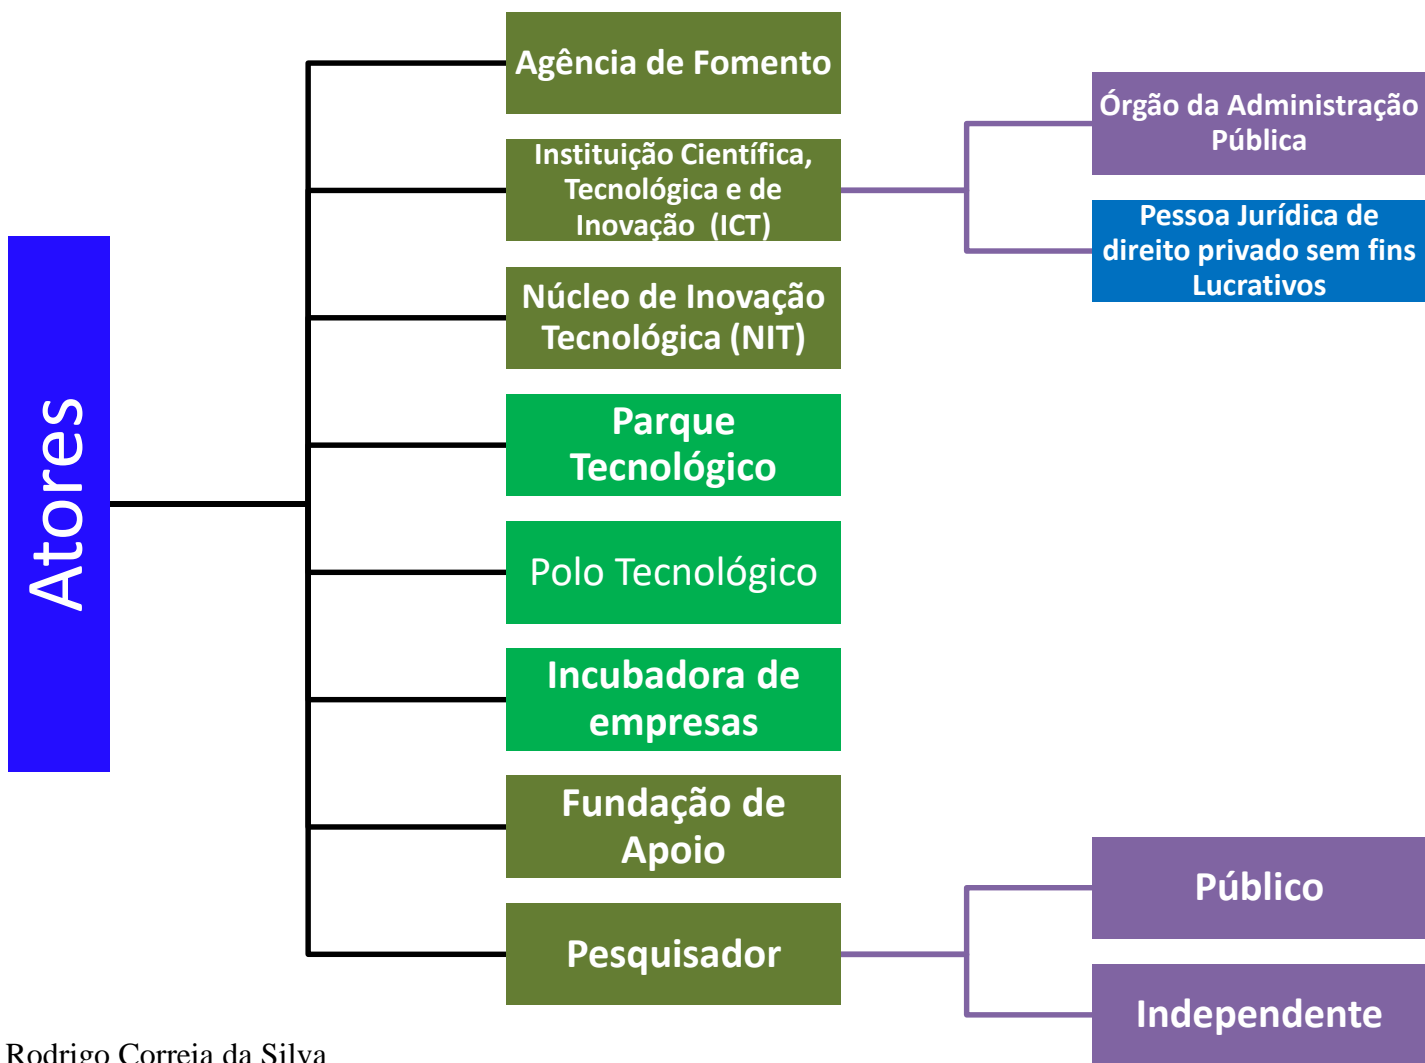 Atores
Agência de Fomento
Instituição Científica,
Tecnológica e de
Inovação (ICT)
Órgão da Administração
Pública
Pessoa Jurídica de
direito privado sem fins
Lucrativos
Núcleo de Inovação
Tecnológica (NIT)
Parque
Tecnológico
Polo Tecnológico
Incubadora de
empresas
Fundação de
Apoio
Pesquisador
Público
Independente
Rodrigo Correia da Silva